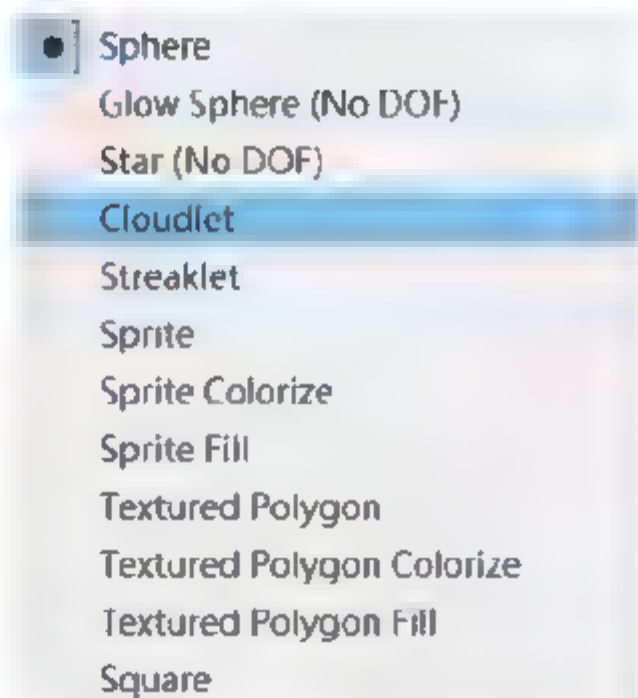 Sphere
Glow Sphere (No DOF)
Star (No DOF)
Cloudlet
Streaklet
Sprite
Sprite Colorize
Sprite Fill
Textured Polygon
Textured Polygon Colorize
Textured Polygon Fill
Square